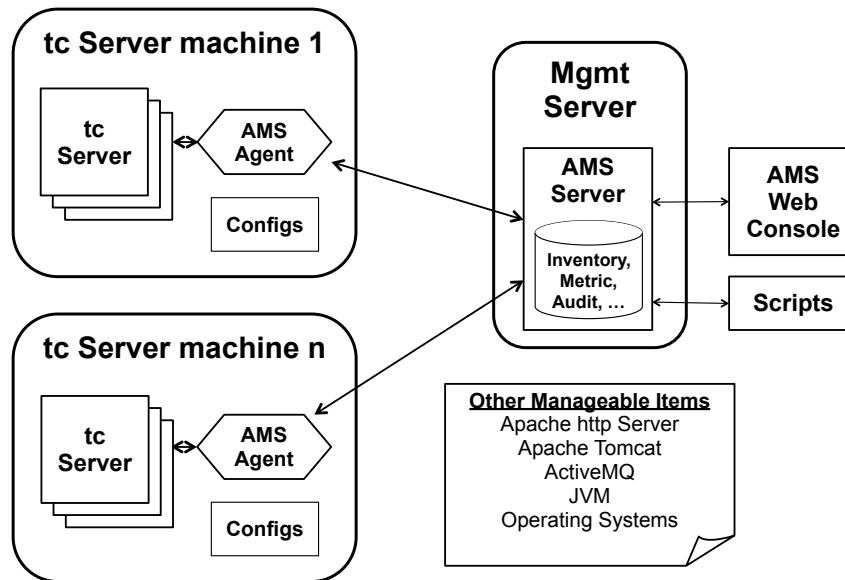 tc Server machine 1
tc
Server
AMS
Agent
Configs
tc Server machine n
tc
Server
AMS
Agent
Configs
Mgmt
Server
AMS
Server
Inventory,
Metric,
Audit, …
AMS
Web
Console
Scripts
Other Manageable Items
Apache http Server
Apache Tomcat
ActiveMQ
JVM
Operating Systems